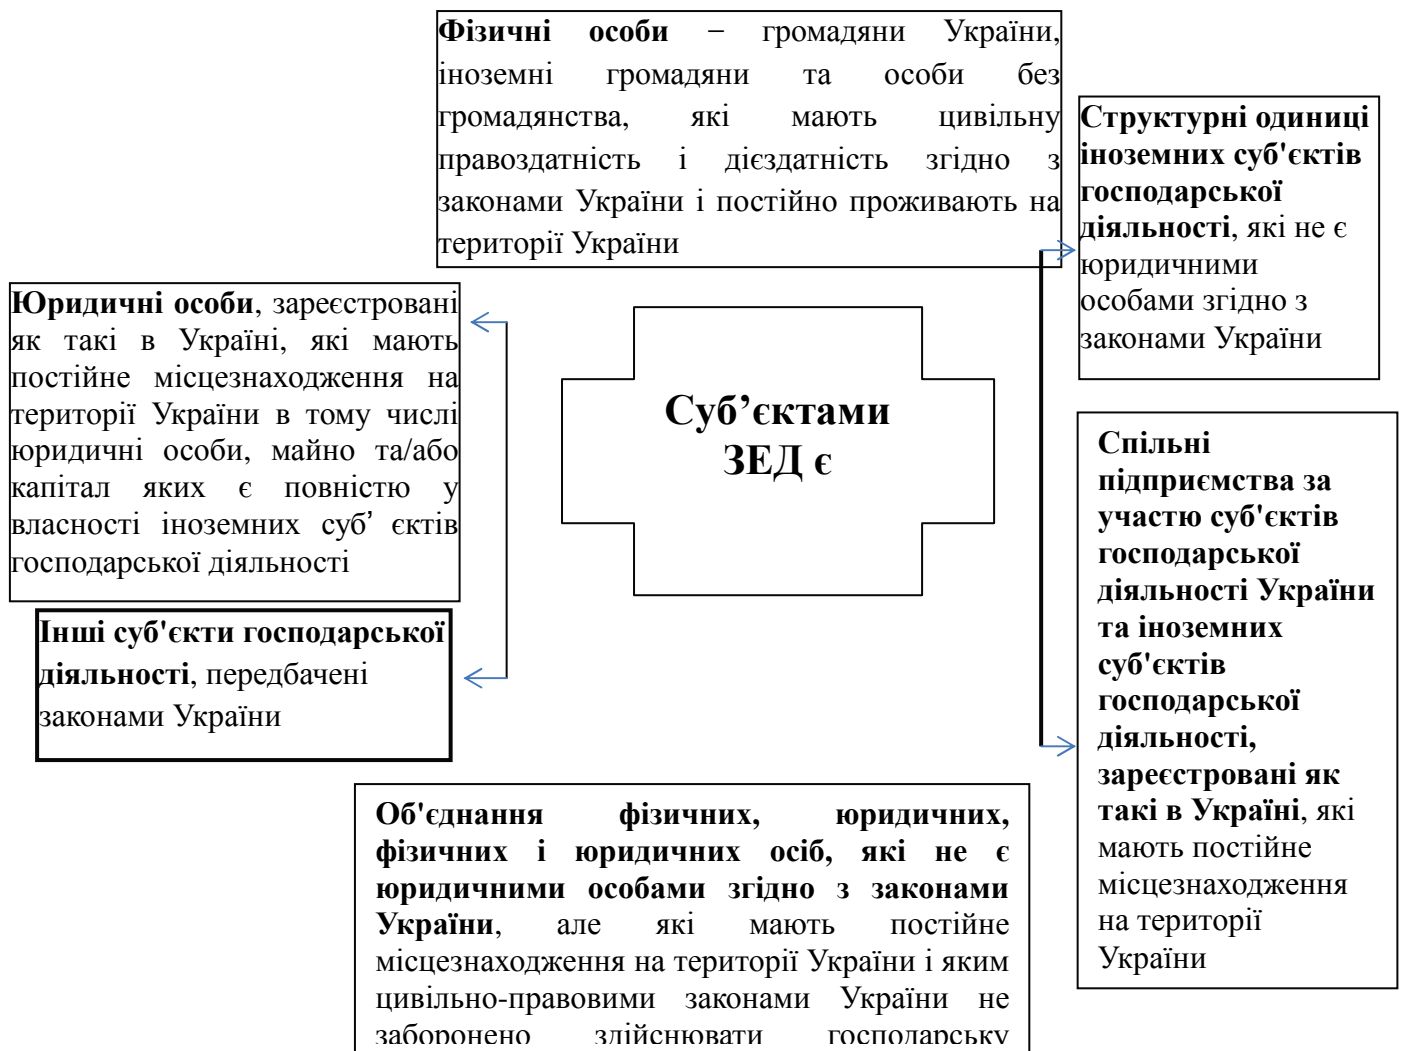 Фізичні особи – громадяни України,
іноземні громадяни та особи без
громадянства, які мають цивільну
правоздатність і дієздатність згідно з
законами України і постійно проживають на
території України
Структурні одиниці
іноземних суб'єктів
господарської
діяльності, які не є
юридичними
особами згідно з
законами України
Юридичні особи, зареєстровані
як такі в Україні, які мають
постійне місцезнаходження на
території України в тому числі
юридичні особи, майно та/або
капітал яких є повністю у
власності іноземних суб’ єктів
господарської діяльності
Суб’єктами
ЗЕД є
Спільні
підприємства за
участю суб'єктів
господарської
діяльності України
та іноземних
суб'єктів
господарської
діяльності,
зареєстровані як
такі в Україні, які
мають постійне
місцезнаходження
на території
України
Інші суб'єкти господарської
діяльності, передбачені
законами України
Об'єднання фізичних, юридичних,
фізичних і юридичних осіб, які не є
юридичними особами згідно з законами
України, але які мають постійне
місцезнаходження на території України і яким
цивільно-правовими законами України не
заборонено здійснювати господарську